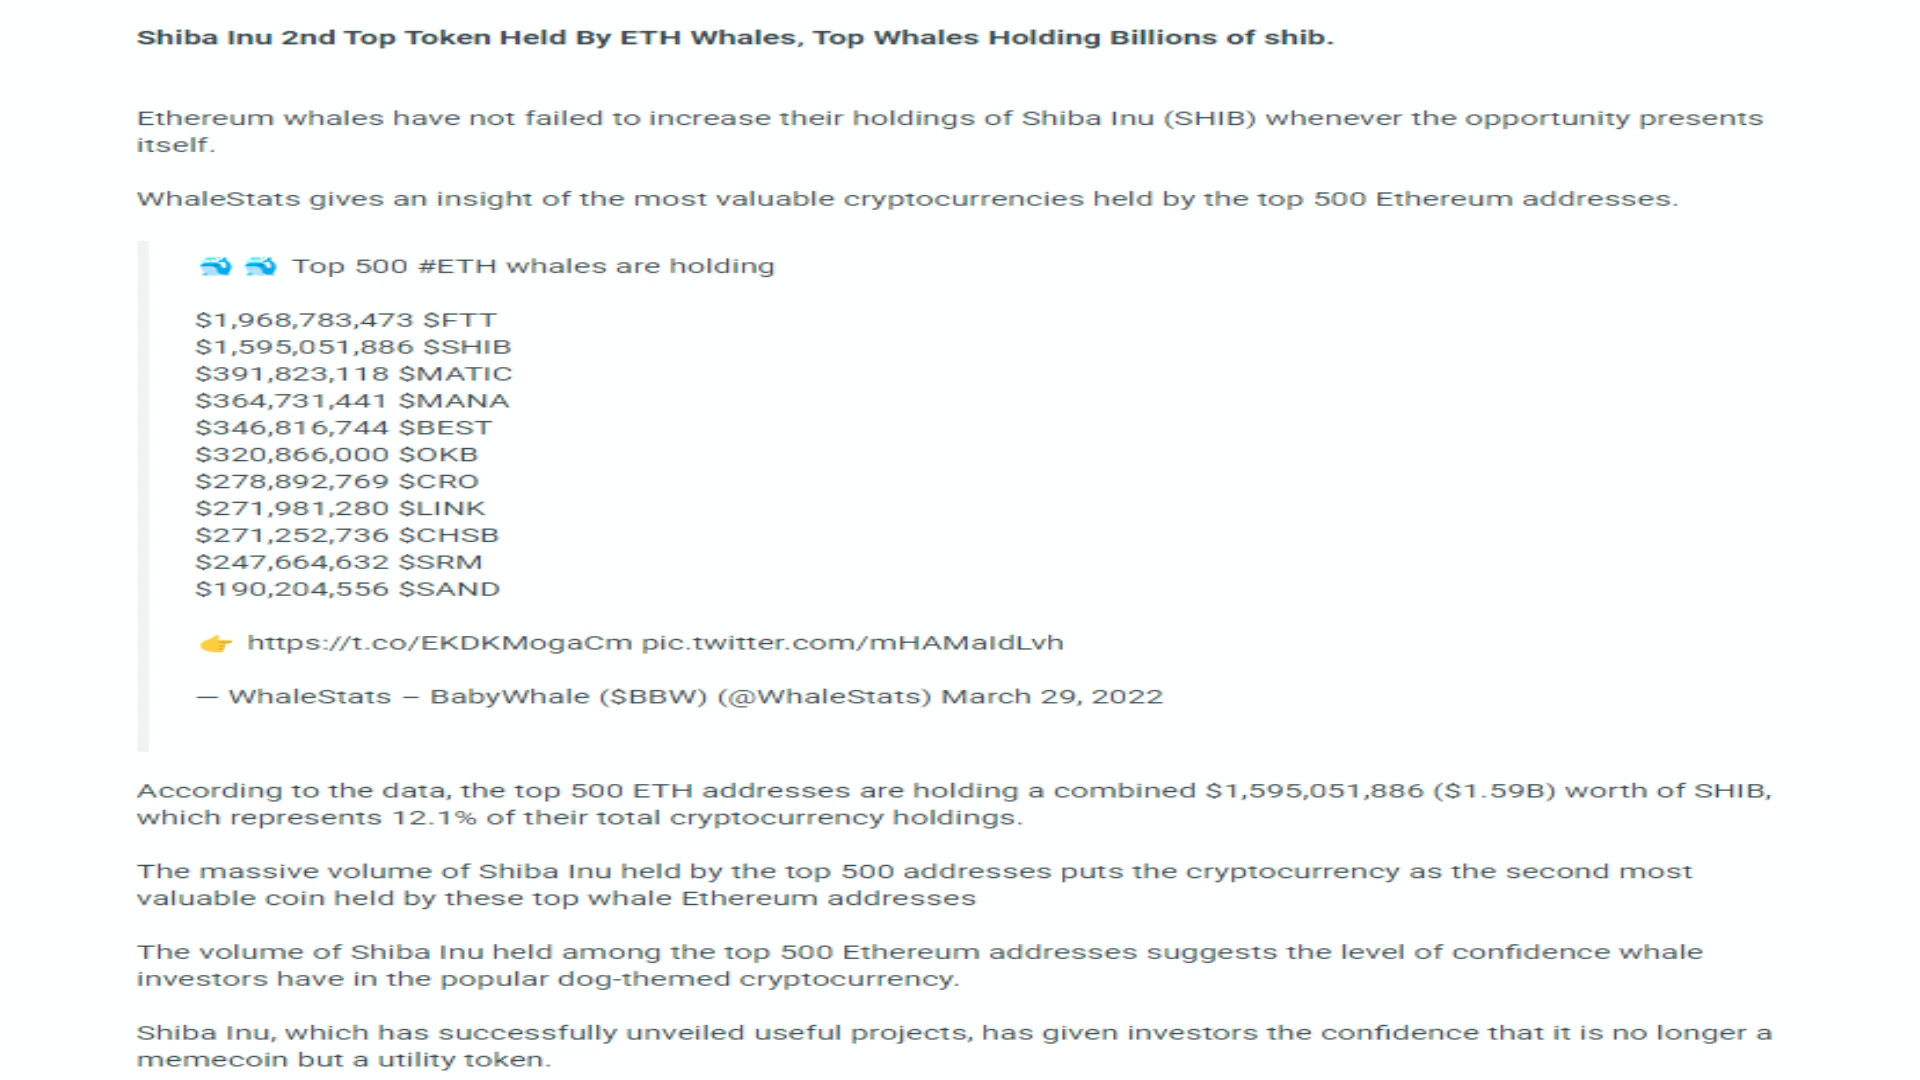 Shiba Inu 2nd Top Token Held By ETH Whales, Top Whales Holding Billions of shib.
Ethereum whales have not failed to increase their holdings of Shiba Inu (SHIB) whenever the opportunity presents
itself.
WhaleStats gives an insight of the most valuable cryptocurrencies held by the top 500 Ethereum addresses.
🐳 🐳 Top 500 #ETH whales are holding
$1,968,783,473 $FTT
$1,595,051,886 $SHIB
$391,823,118 $MATIC
$364,731,441 $MANA
$346,816,744 $BEST
$320,866,000 $OKB
$278,892,769 $CRO
$271,981,280 $LINK
$271,252,736 $CHSB
$247,664,632 $SRM
$190,204,556 $SAND
👉 https://t.co/EKDKMogaCm pic.twitter.com/mHAMaIdLvh
— WhaleStats – BabyWhale ($BBW) (@WhaleStats) March 29, 2022
According to the data, the top 500 ETH addresses are holding a combined $1,595,051,886 ($1.59B) worth of SHIB,
which represents 12.1% of their total cryptocurrency holdings.
The massive volume of Shiba Inu held by the top 500 addresses puts the cryptocurrency as the second most
valuable coin held by these top whale Ethereum addresses
The volume of Shiba Inu held among the top 500 Ethereum addresses suggests the level of confidence whale
investors have in the popular dog-themed cryptocurrency.
Shiba Inu, which has successfully unveiled useful projects, has given investors the confidence that it is no longer a
memecoin but a utility token.